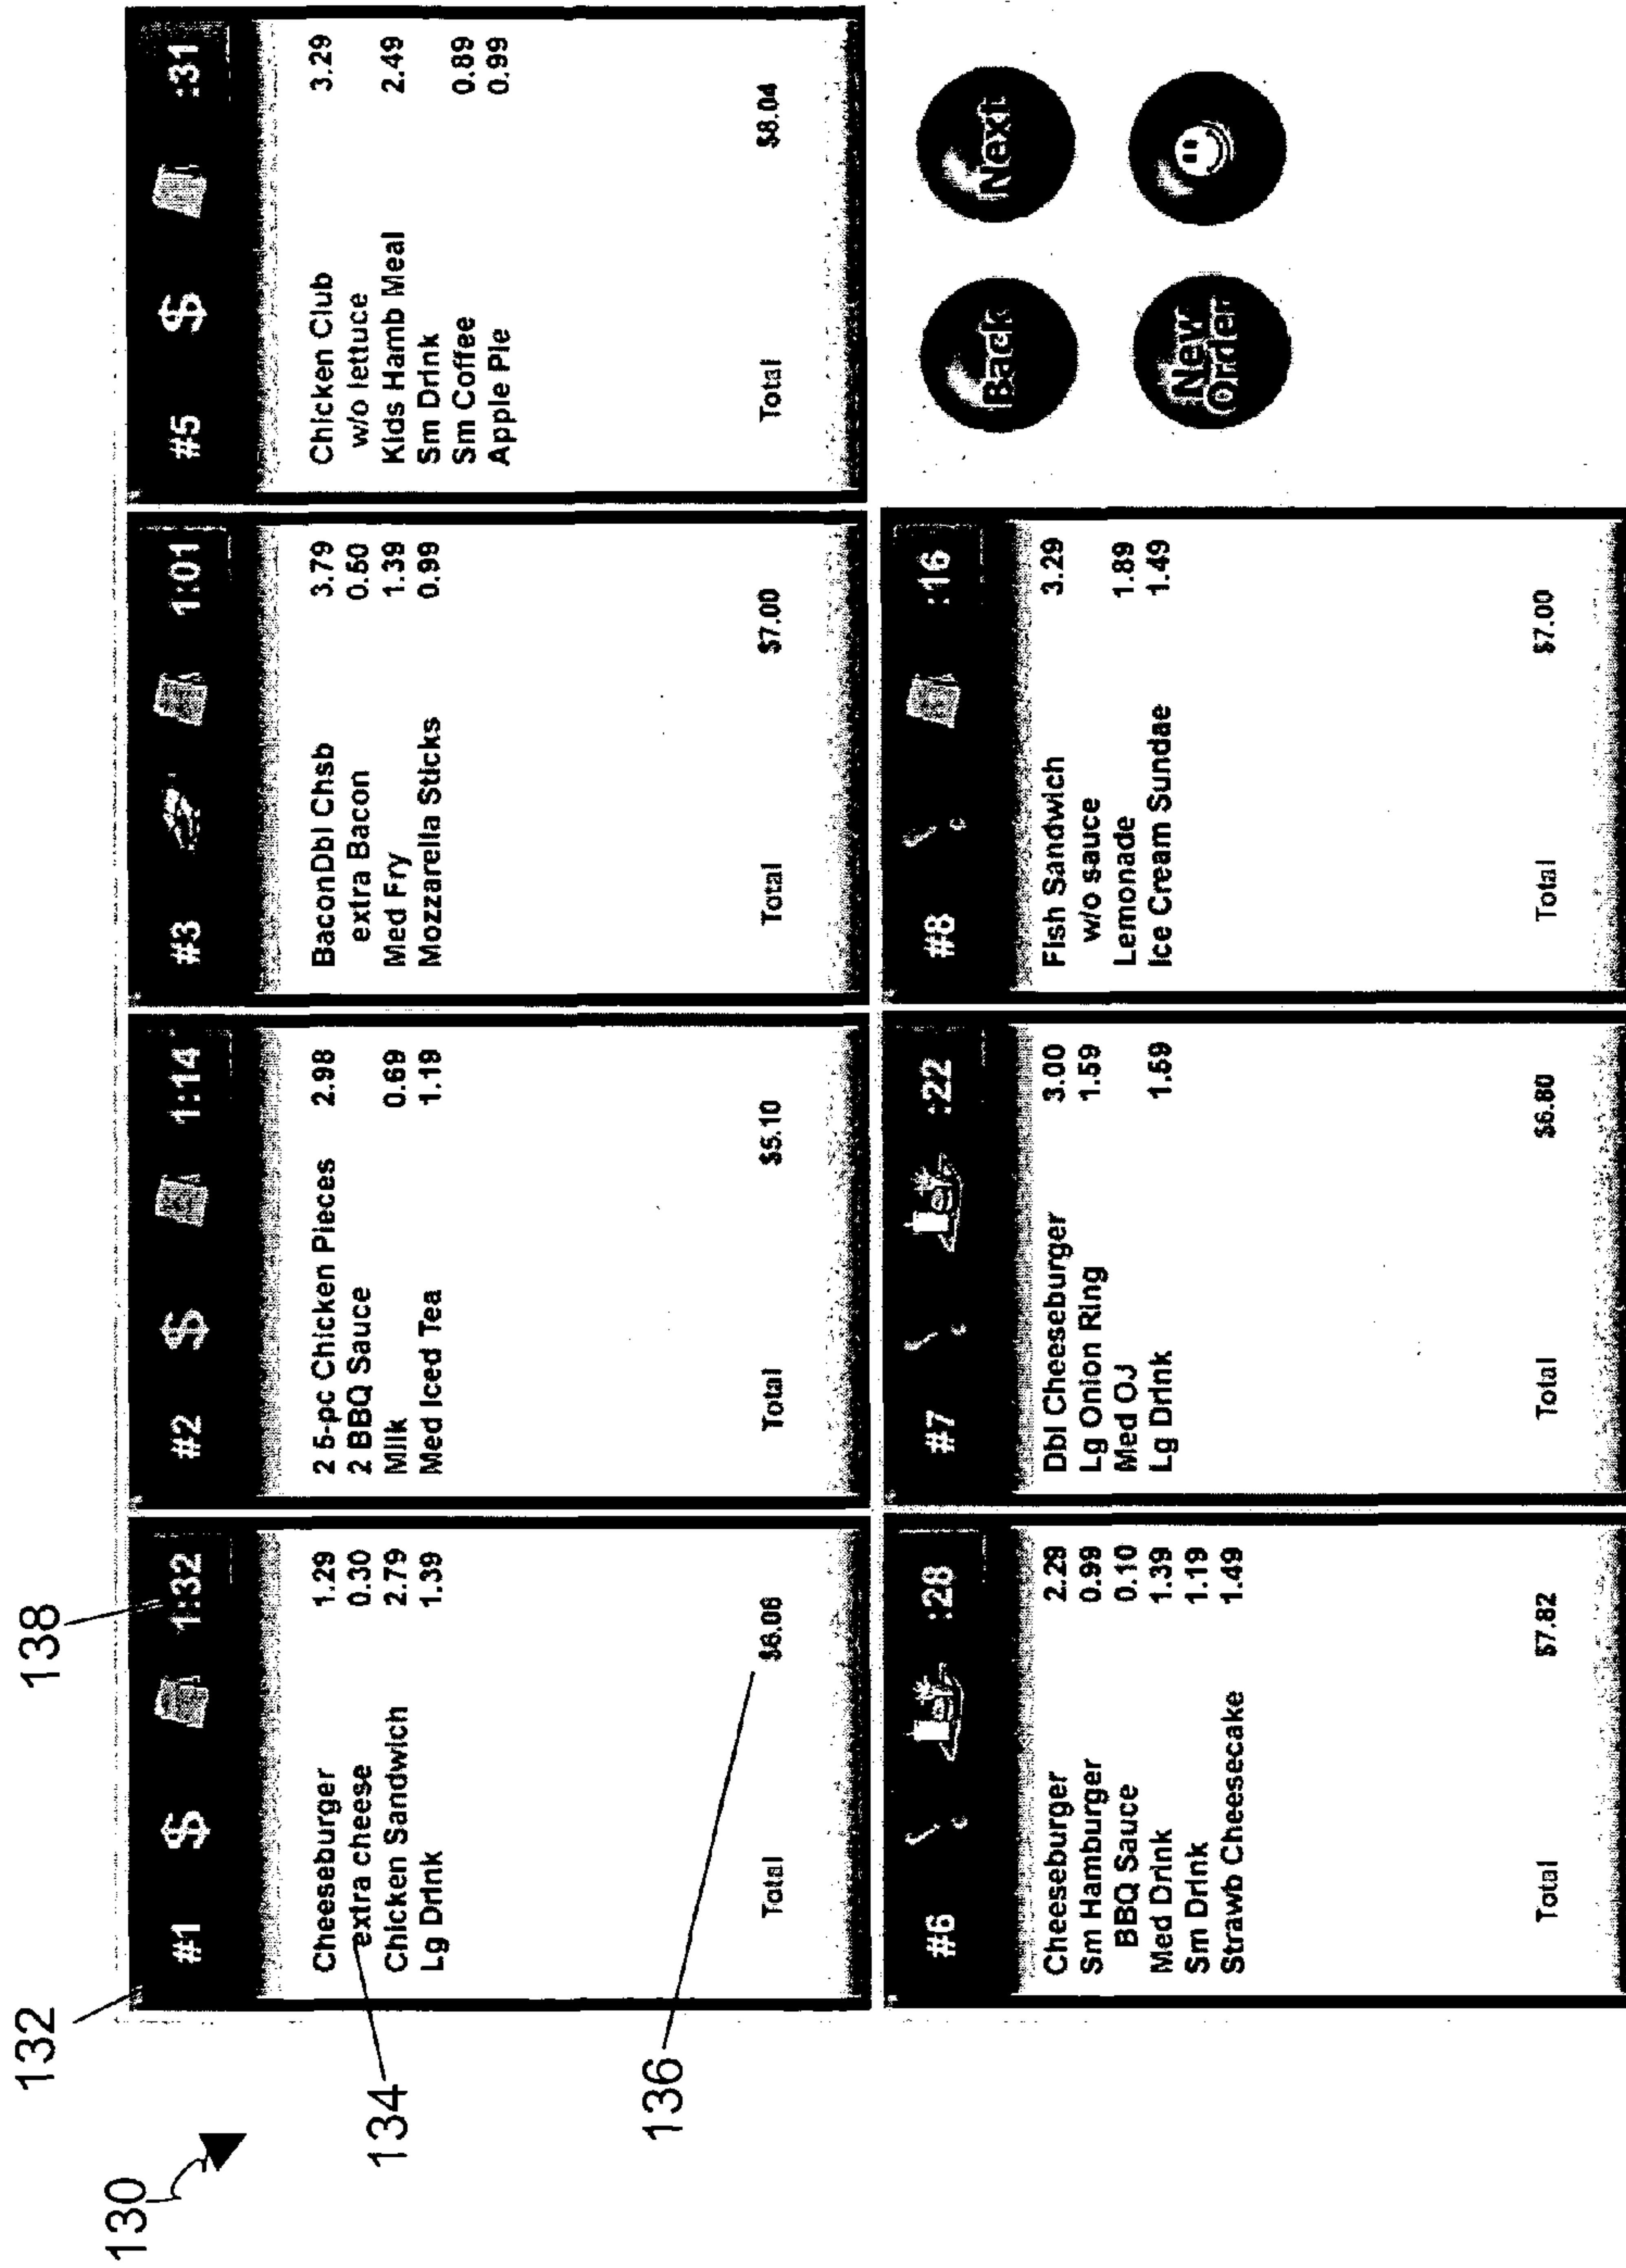 130
132
138
#1 $ 1:32
Cheeseburger 1.29
extra cheese 0.30
Chicken Sandwich 2.79
Lg Drink 1.39
Total $6.06
134
136
#2 $ 1:14
2 5-pc Chicken Pieces 2.98
2 BBQ Sauce
Milk 0.69
Med Iced Tea 1.19
Total $5.10
#3 1:01
BaconDbl Chsb 3.79
extra Bacon 0.50
Med Fry 1.39
Mozzarella Sticks 0.99
Total $7.00
#5 $ :31
Chicken Club 3.29
w/o lettuce
Kids Hamb Meal 2.49
Sm Drink
Sm Coffee 0.89
Apple Pie 0.99
Total $8.04
#6 :28
Cheeseburger 2.29
Sm Hamburger 0.99
BBQ Sauce 0.10
Med Drink 1.39
Sm Drink 1.19
Strawb Cheesecake 1.49
Total $7.82
#7 :22
Dbl Cheeseburger 3.00
Lg Onion Ring 1.59
Med OJ
Lg Drink
Total $6.80
#8 :16
Fish Sandwich 3.29
w/o sauce
Lemonade 1.89
Ice Cream Sundae 1.49
Total $7.00
Back
Next
New
Order